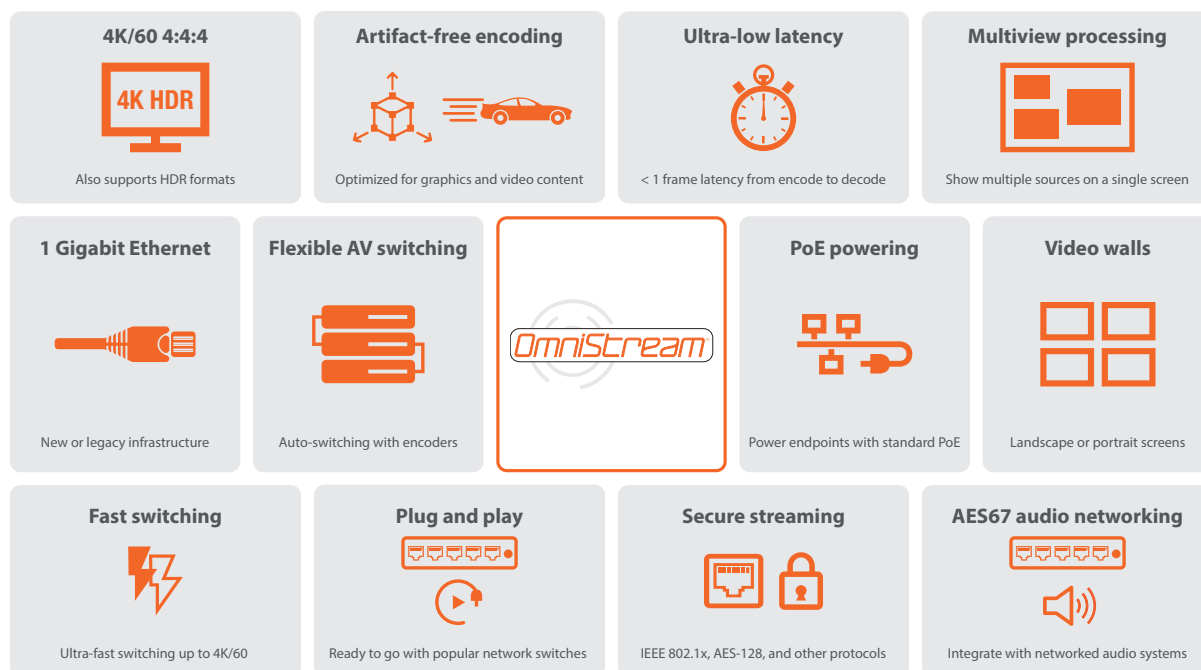 4K/60 4:4:4
4K HDR
Also supports HDR formats
Artifact-free encoding
Optimized for graphics and video content
Ultra-low latency
< 1 frame latency from encode to decode
Multiview processing
Show multiple sources on a single screen
1 Gigabit Ethernet
New or legacy infrastructure
Flexible AV switching
Auto-switching with encoders
OmniStream®
PoE powering
Power endpoints with standard PoE
Video walls
Landscape or portrait screens
Fast switching
Ultra-fast switching up to 4K/60
Plug and play
Ready to go with popular network switches
Secure streaming
IEEE 802.1x, AES-128, and other protocols
AES67 audio networking
Integrate with networked audio systems